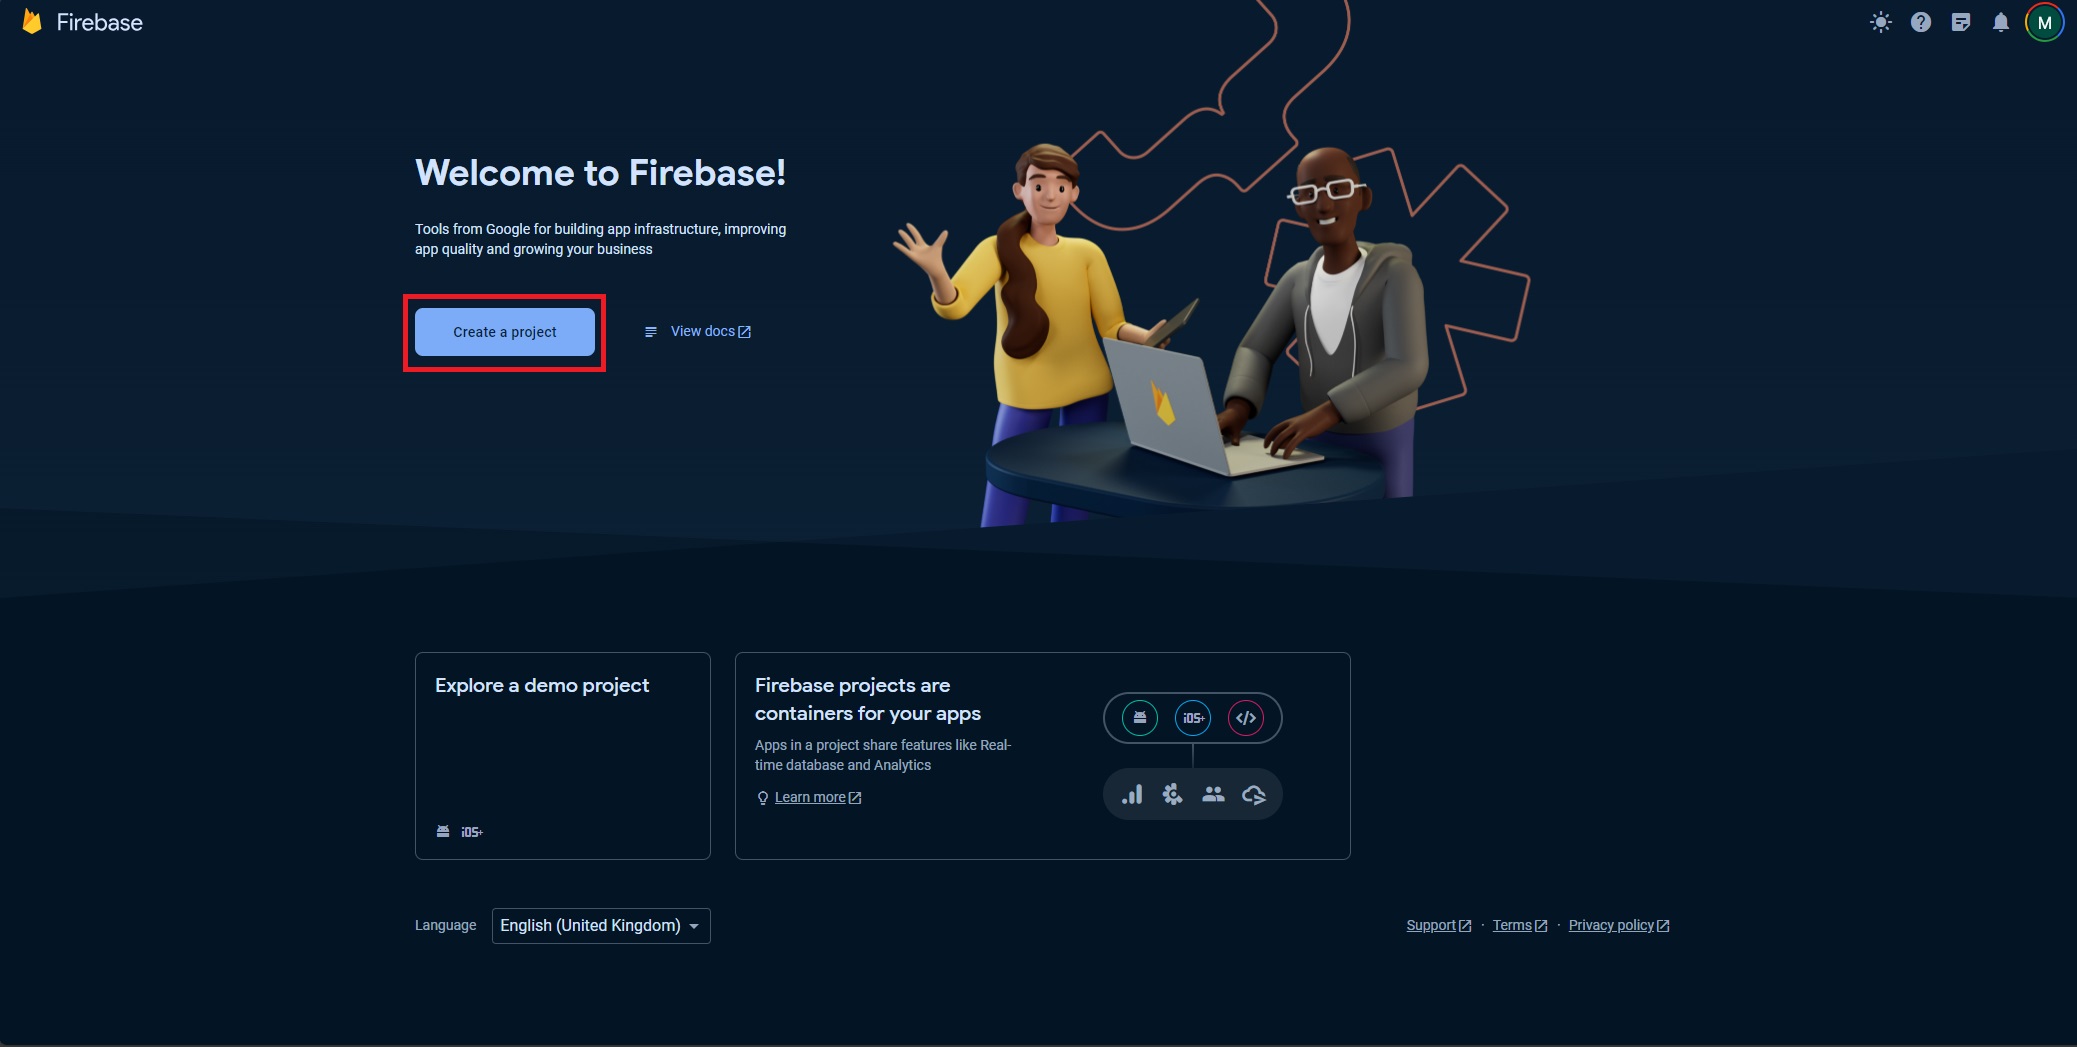 Firebase
M
Welcome to Firebase!
Tools from Google for building app infrastructure, improving
app quality and growing your business
Create a project
View docs
Explore a demo project
iOS+
Firebase projects are
containers for your apps
Apps in a project share features like Real-
time database and Analytics
Learn more
iOS+
Language
English (United Kingdom)
Support · Terms · Privacy policy